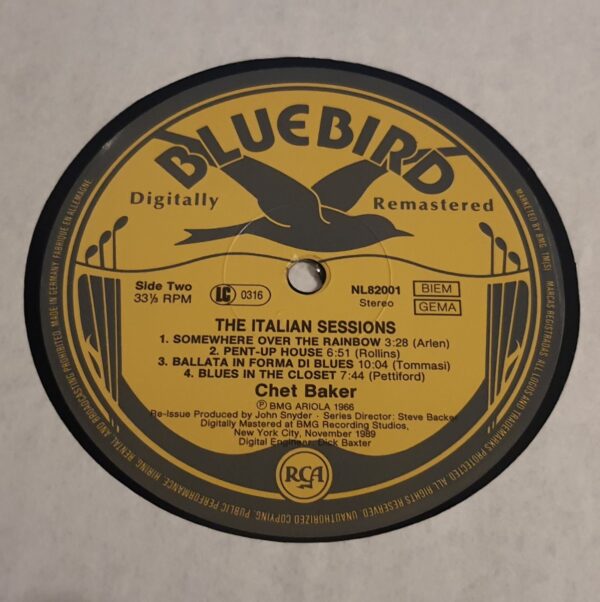 BLUEBIRD
Digitally Remastered
Side Two
33⅓ RPM
LC 0316
NL82001
Stereo
BIEM
GEMA
THE ITALIAN SESSIONS
1. SOMEWHERE OVER THE RAINBOW 3:28 (Arlen)
2. PENT-UP HOUSE 6:51 (Rollins)
3. BALLATA IN FORMA DI BLUES 10:04 (Tommasi)
4. BLUES IN THE CLOSET 7:44 (Pettiford)
Chet Baker
℗ BMG ARIOLA 1966
Re-Issue Produced by John Snyder · Series Director: Steve Backer
Digitally Mastered at BMG Recording Studios,
New York City, November 1989
Digital Engineer: Dick Baxter
RCA
MARKETED BY BMG. TM(S) MARCAS REGISTRADAS. ALL LOGOS AND TRADEMARKS PROTECTED. ALL RIGHTS RESERVED. UNAUTHORIZED COPYING, PUBLIC PERFORMANCE, HIRING, RENTAL AND BROADCASTING PROHIBITED. MADE IN GERMANY FABRIQUE EN ALLEMAGNE